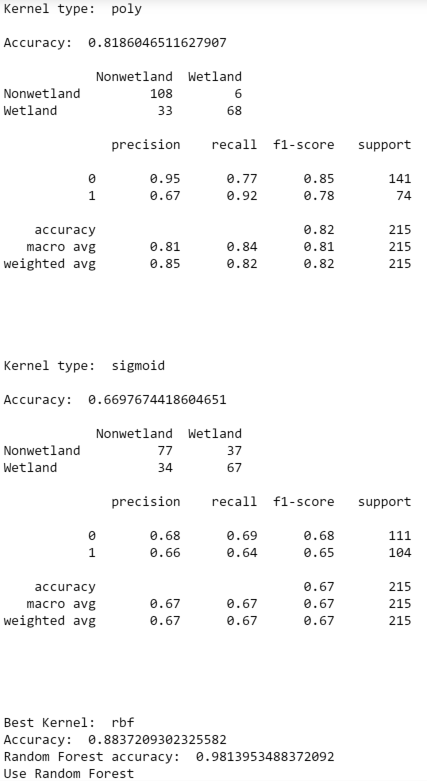 Kernel type:  poly
Accuracy:  0.8186046511627907
Nonwetland  Wetland
Nonwetland         108        6
Wetland             33       68
precision    recall  f1-score   support
0       0.95      0.77      0.85       141
1       0.67      0.92      0.78        74
accuracy                           0.82       215
macro avg       0.81      0.84      0.81       215
weighted avg       0.85      0.82      0.82       215
Kernel type:  sigmoid
Accuracy:  0.6697674418604651
Nonwetland  Wetland
Nonwetland          77       37
Wetland             34       67
precision    recall  f1-score   support
0       0.68      0.69      0.68       111
1       0.66      0.64      0.65       104
accuracy                           0.67       215
macro avg       0.67      0.67      0.67       215
weighted avg       0.67      0.67      0.67       215
Best Kernel:  rbf
Accuracy:  0.8837209302325582
Random Forest accuracy:  0.9813953488372092
Use Random Forest